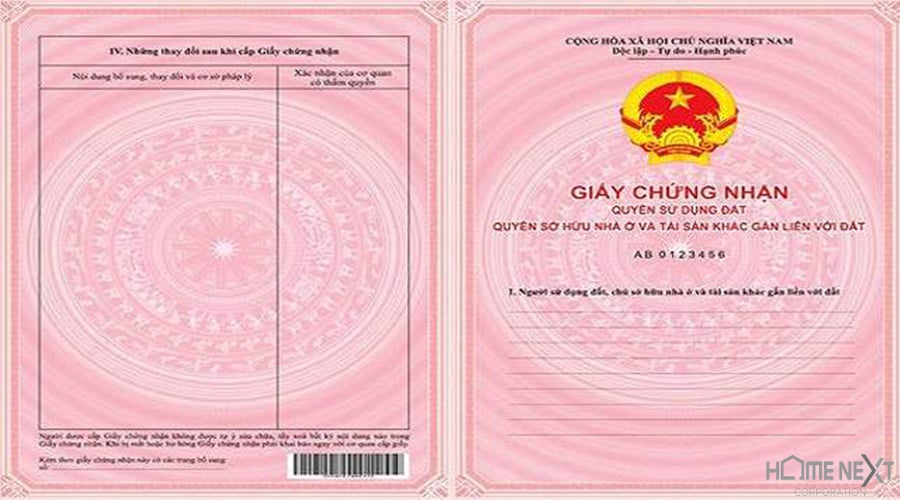 IV. Những thay đổi sau khi cấp Giấy chứng nhận
Nội dung bổ sung, thay đổi và cơ sở pháp lý
Xác nhận của cơ quan
có thẩm quyền
Người được cấp Giấy chứng nhận không được tự ý sửa chữa, tẩy xoá bất kỳ nội dung nào trong
Giấy chứng nhận. Khi bị mất hoặc hư hỏng Giấy chứng nhận phải khai báo ngay với cơ quan cấp giấy
Kèm theo giấy chứng nhận này có các trang bổ sung
số:
CỘNG HÒA XÃ HỘI CHỦ NGHĨA VIỆT NAM
Độc lập - Tự do - Hạnh phúc
GIẤY CHỨNG NHẬN
QUYỀN SỬ DỤNG ĐẤT
QUYỀN SỞ HỮU NHÀ Ở VÀ TÀI SẢN KHÁC GẮN LIỀN VỚI ĐẤT
AB 0123456
I. Người sử dụng đất, chủ sở hữu nhà ở và tài sản khác gắn liền với đất
HOME NEXT
CORPORATION